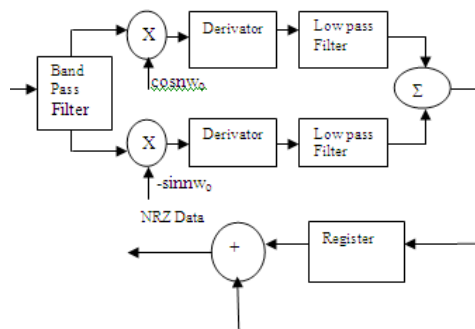 X
Derivator
Low pass
Filter
Band
Pass
Filter
cosnw₀
Σ
X
Derivator
Low pass
Filter
-sinnw₀
NRZ Data
+
Register